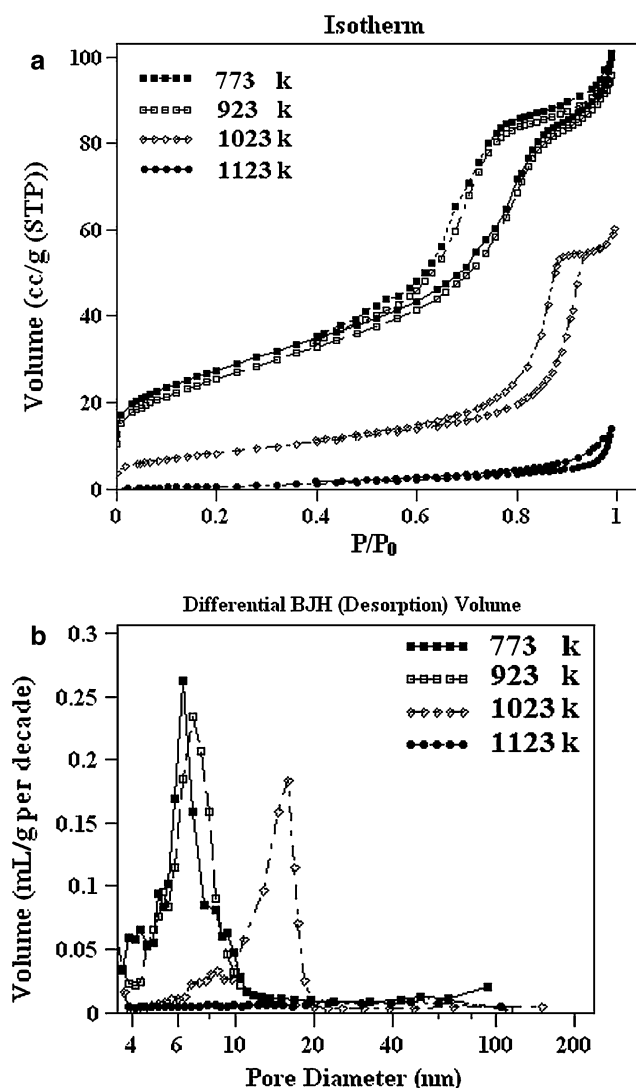 Isotherm
a
100
80
60
40
20
0
Volume (cc/g (STP))
773 k
923 k
1023 k
1123 k
0 0.2 0.4 0.6 0.8 1
P/P0
Differential BJH (Desorption) Volume
b
0.3
0.25
0.2
0.15
0.1
0.05
0
Volume (mL/g per decade)
773 k
923 k
1023 k
1123 k
4 6 10 20 40 100 200
Pore Diameter (nm)